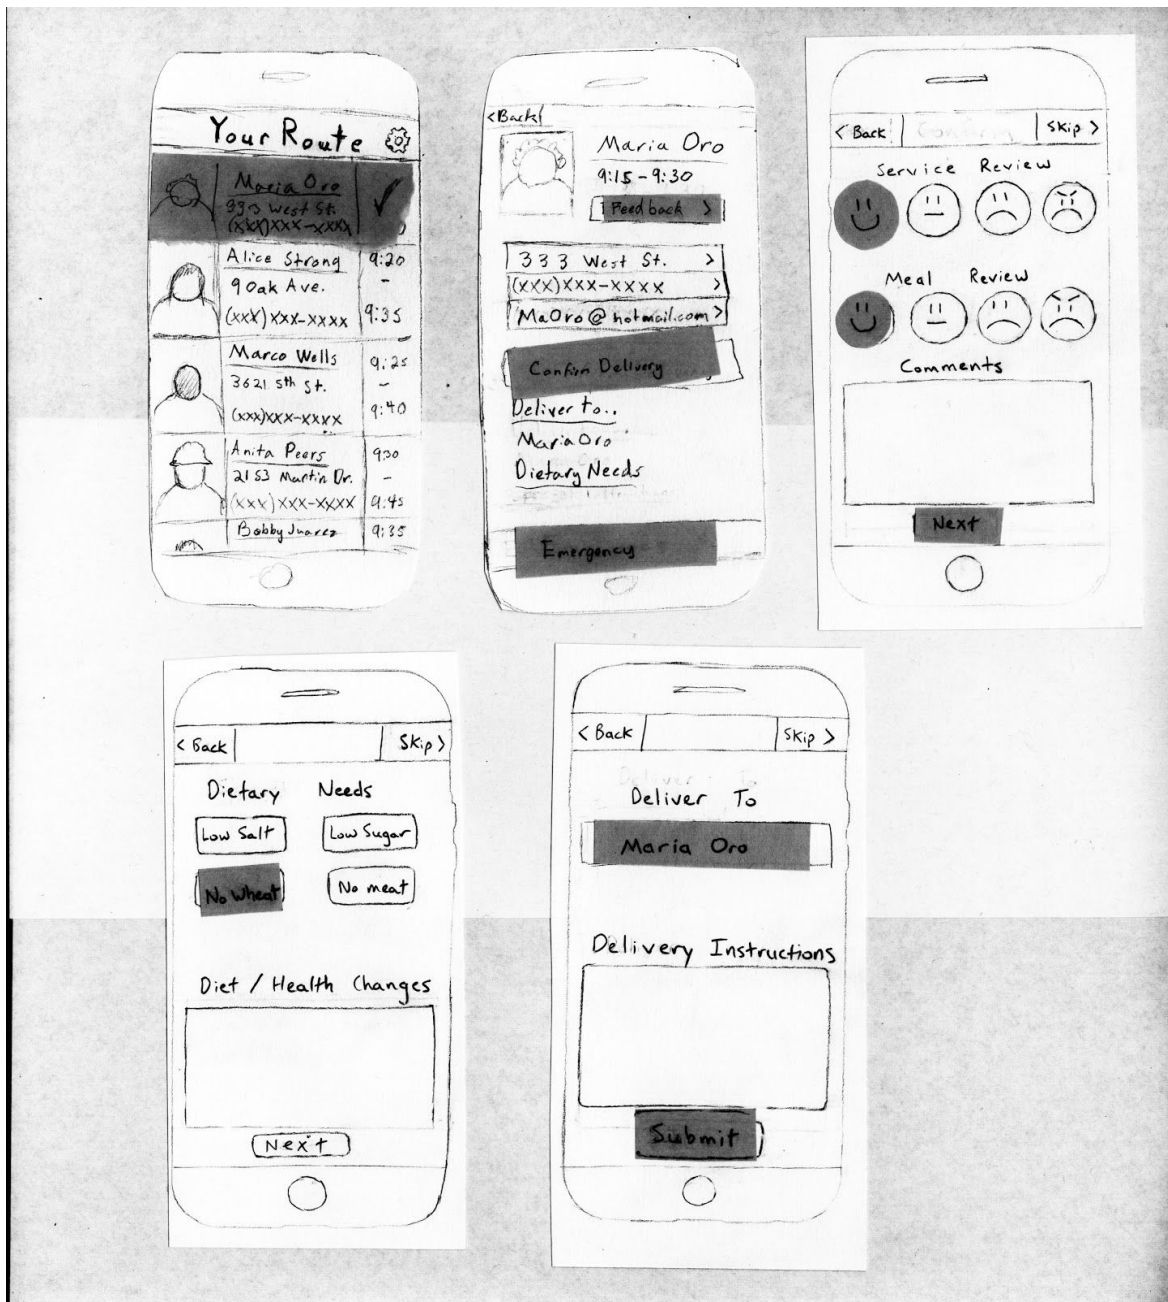 Your Route
Maria Oro
333 West St.
(xxx)xxx-xxxx
Alice Strong 9:20
9 Oak Ave. -
(xxx)xxx-xxxx 9:35
Marco Wells 9:25
3621 5th St. -
(xxx)xxx-xxxx 9:40
Anita Peers 9:30
2153 Martin Dr. -
(xxx)xxx-xxxx 9:45
Bobby Juarez 9:35
<Back
Maria Oro
9:15-9:30
Feedback >
333 West St. >
(xxx)xxx-xxxx >
MaOro@hotmail.com >
Confirm Delivery
Deliver to..
Maria Oro
Dietary Needs
Emergency
< Back Skip >
Service Review
Meal Review
Comments
Next
< Back Skip >
Dietary Needs
Low Salt Low Sugar
No Wheat No meat
Diet / Health Changes
Next
< Back Skip >
Deliver To
Maria Oro
Delivery Instructions
Submit